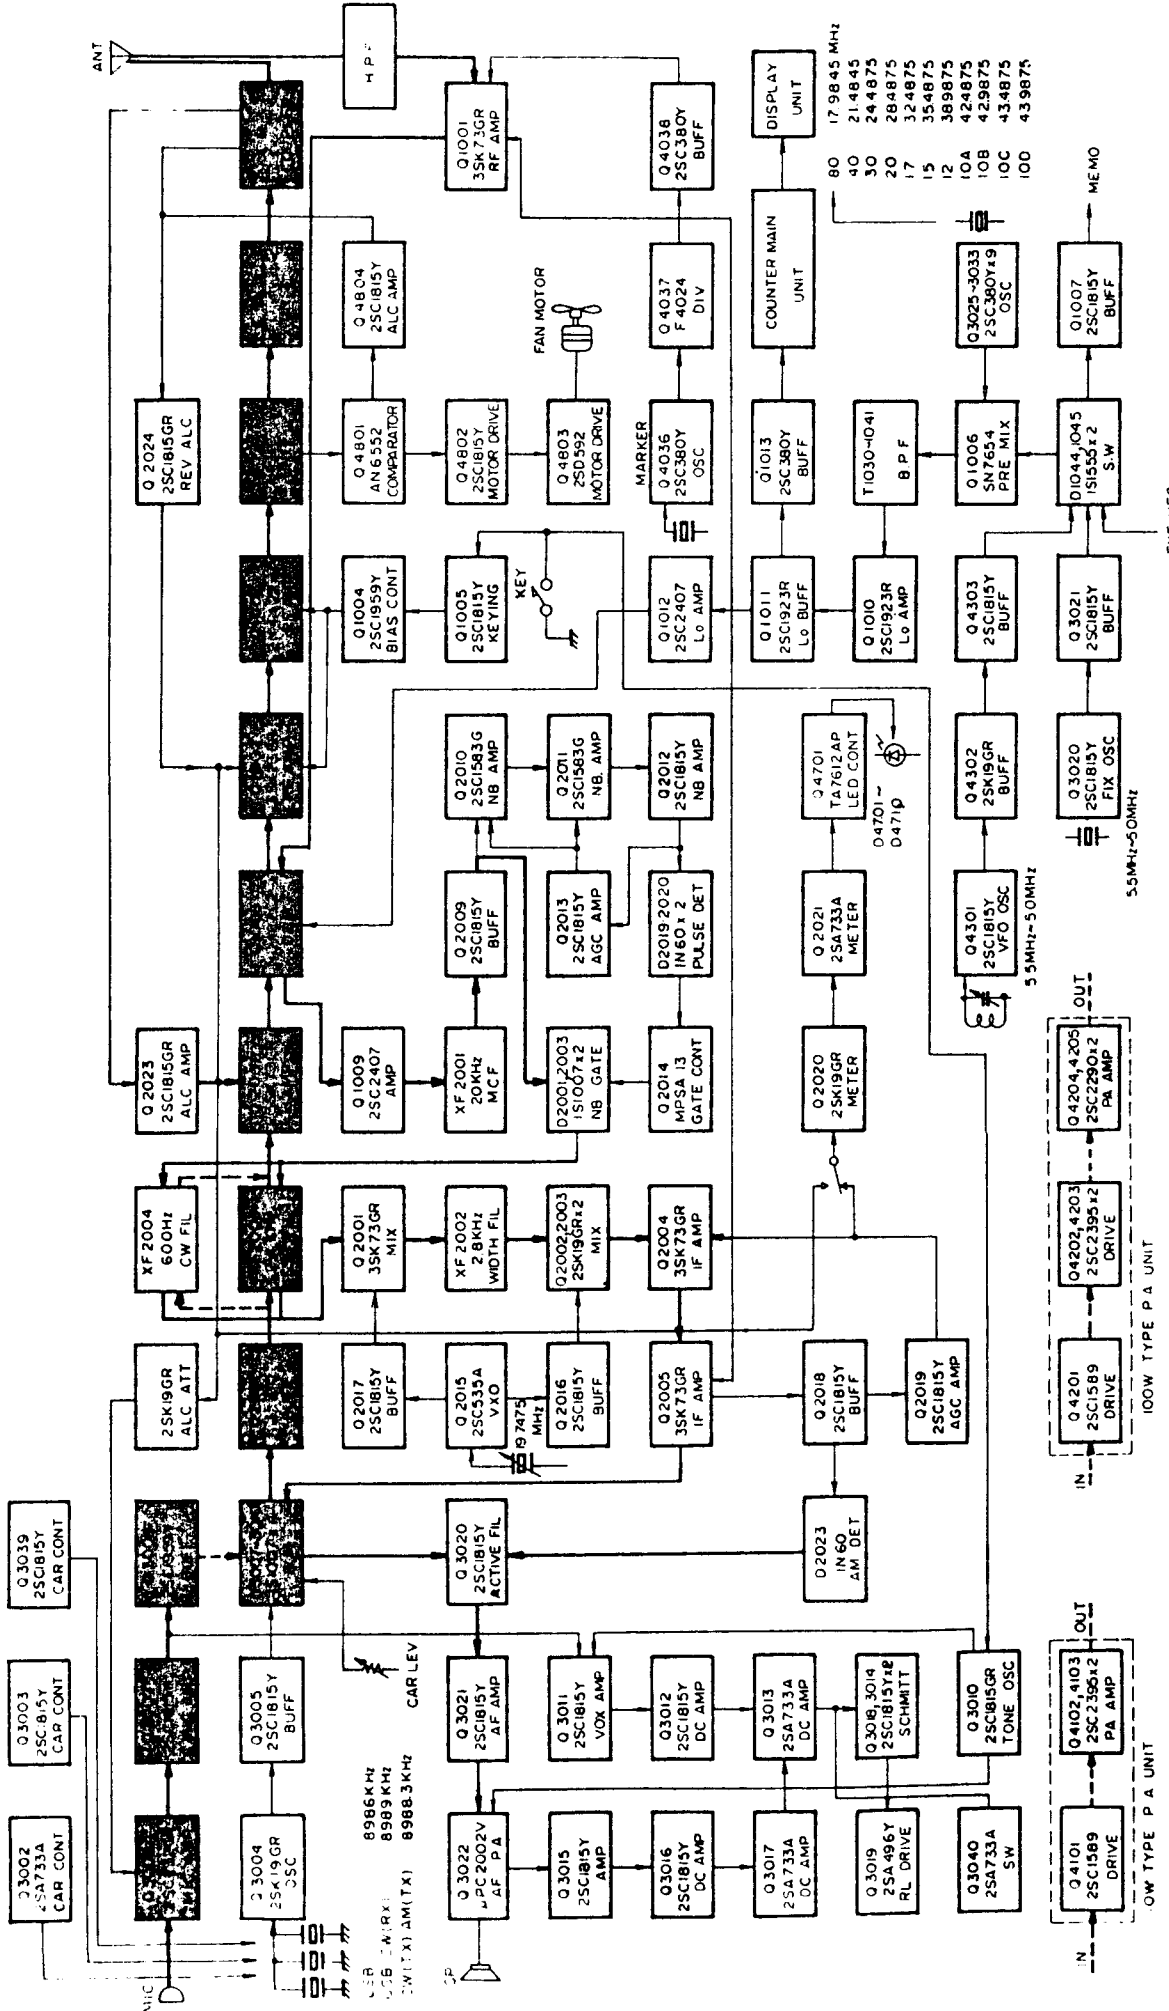 ANT
H P F
Q1001
3SK73GR
RF AMP
Q4038
2SC380Y
BUFF
DISPLAY
UNIT
80 17.9845 MHz
40 21.4845
30 24.4875
20 28.4875
17 32.4875
15 35.4875
12 38.9875
10A 42.4875
10B 42.9875
10C 43.4875
10D 43.9875
Q4804
2SC1815Y
ALC AMP
FAN MOTOR
Q4037
F4024
DIV
COUNTER MAIN
UNIT
Q3025~3033
2SC380Y x9
OSC
Q1007
2SC1815Y
BUFF
MEMO
Q2024
2SC1815GR
REV ALC
Q4801
AN6552
COMPARATOR
Q4802
2SC1815Y
MOTOR DRIVE
Q4803
2SD592
MOTOR DRIVE
MARKER
Q4036
2SC380Y
OSC
Q1013
2SC380Y
BUFF
T1030~1041
B P F
Q1006
SN7654
PRE MIX
D1044,1045
1S1555 x 2
S.W
Q1004
2SC1959Y
BIAS CONT
Q1005
2SC1815Y
KEYING
KEY
Q1012
2SC2407
Lo AMP
Q1011
2SC1923R
Lo BUFF
Q1010
2SC1923R
Lo AMP
Q4303
2SC1815Y
BUFF
Q3021
2SC1815Y
BUFF
Q2010
2SC1583G
NB AMP
Q2011
2SC1583G
NB AMP
Q2012
2SC1815Y
NB AMP
Q4701
TA7612AP
LED CONT
D4701~
D4710
Q4302
2SK19GR
BUFF
Q3020
2SC1815Y
FIX OSC
5.5MHz~5.0MHz
Q2009
2SC1815Y
BUFF
Q2013
2SC1815Y
AGC AMP
D2019·2020
1N60 x 2
PULSE DET
Q2021
2SA733A
METER
Q4301
2SC1815Y
VFO OSC
5.5MHz~5.0MHz
Q2023
2SC1815GR
ALC AMP
Q1009
2SC2407
AMP
XF2001
20KHz
MCF
D2001,2003
1S1007 x 2
NB GATE
Q2014
MPSA 13
GATE CONT
Q2020
2SK19GR
METER
Q4204,4205
2SC2290 x 2
PA AMP
OUT
XF2004
600Hz
CW FIL
Q2001
3SK73GR
MIX
XF2002
2.8KHz
WIDTH FIL
Q2002,2003
2SK19GR x 2
MIX
Q2004
3SK73GR
IF AMP
Q4202,4203
2SC2395 x 2
DRIVE
100W TYPE P A UNIT
2SK19GR
ALC ATT
Q2017
2SC1815Y
BUFF
Q2015
2SC535A
VXO
19.7475
MHz
Q2016
2SC1815Y
BUFF
Q2005
3SK73GR
IF AMP
Q2018
2SC1815Y
BUFF
Q2019
2SC1815Y
AGC AMP
Q4201
2SC1589
DRIVE
IN
Q3039
2SC1815Y
CAR CONT
Q3020
2SC1815Y
ACTIVE FIL
D2023
1N60
AM DET
Q3003
2SC1815Y
CAR CONT
Q3005
2SC1815Y
BUFF
CAR LEV
Q3021
2SC1815Y
AF AMP
Q3011
2SC1815Y
VOX AMP
Q3012
2SC1815Y
DC AMP
Q3013
2SA733A
DC AMP
Q3018,3014
2SC1815Y x 2
SCHMITT
Q3010
2SC1815GR
TONE OSC
Q4102,4103
2SC2395 x 2
PA AMP
OUT
Q3002
2SA733A
CAR CONT
Q3004
2SK19GR
OSC
8986KHz
8989KHz
8988.3KHz
Q3022
µPC2002V
AF P A
Q3015
2SC1815Y
AMP
Q3016
2SC1815Y
DC AMP
Q3017
2SA733A
DC AMP
Q3019
2SA496Y
RL DRIVE
Q3040
2SA733A
SW
Q4101
2SC1589
DRIVE
IN
OW TYPE P A UNIT